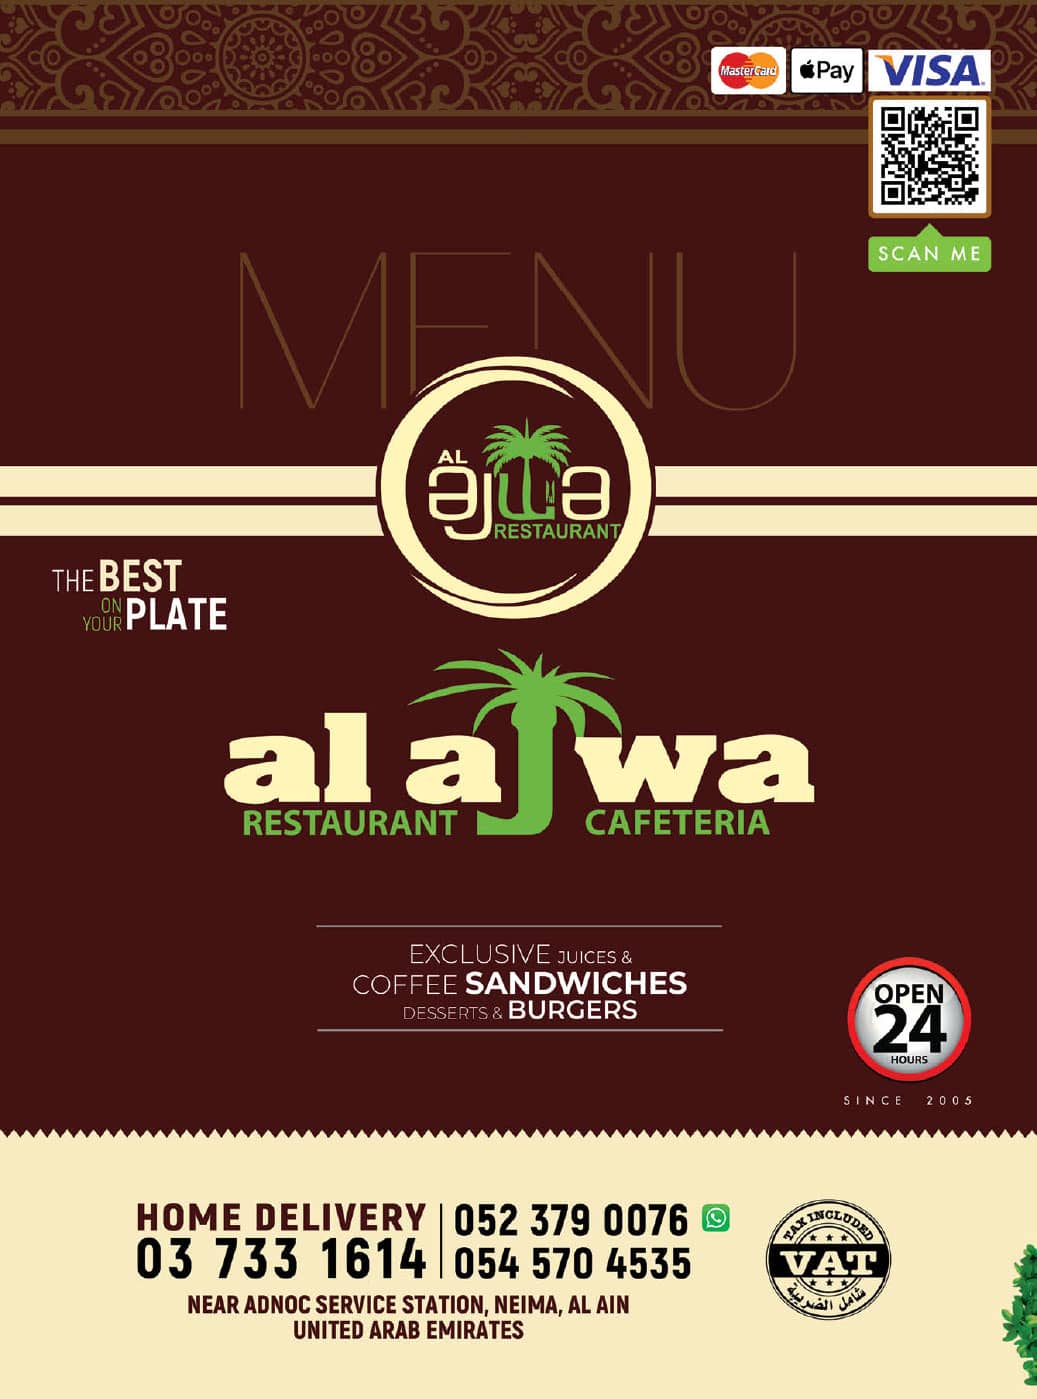 MasterCard Pay VISA
SCAN ME
MENU
AL
ajwa
RESTAURANT
THE BEST
ON YOUR PLATE
al ajwa
RESTAURANT CAFETERIA
EXCLUSIVE JUICES &
COFFEE SANDWICHES
DESSERTS & BURGERS
OPEN
24
HOURS
SINCE 2005
HOME DELIVERY
03 733 1614
052 379 0076
054 570 4535
NEAR ADNOC SERVICE STATION, NEIMA, AL AIN
UNITED ARAB EMIRATES
TAX INCLUDED
VAT
شامل الضريبة